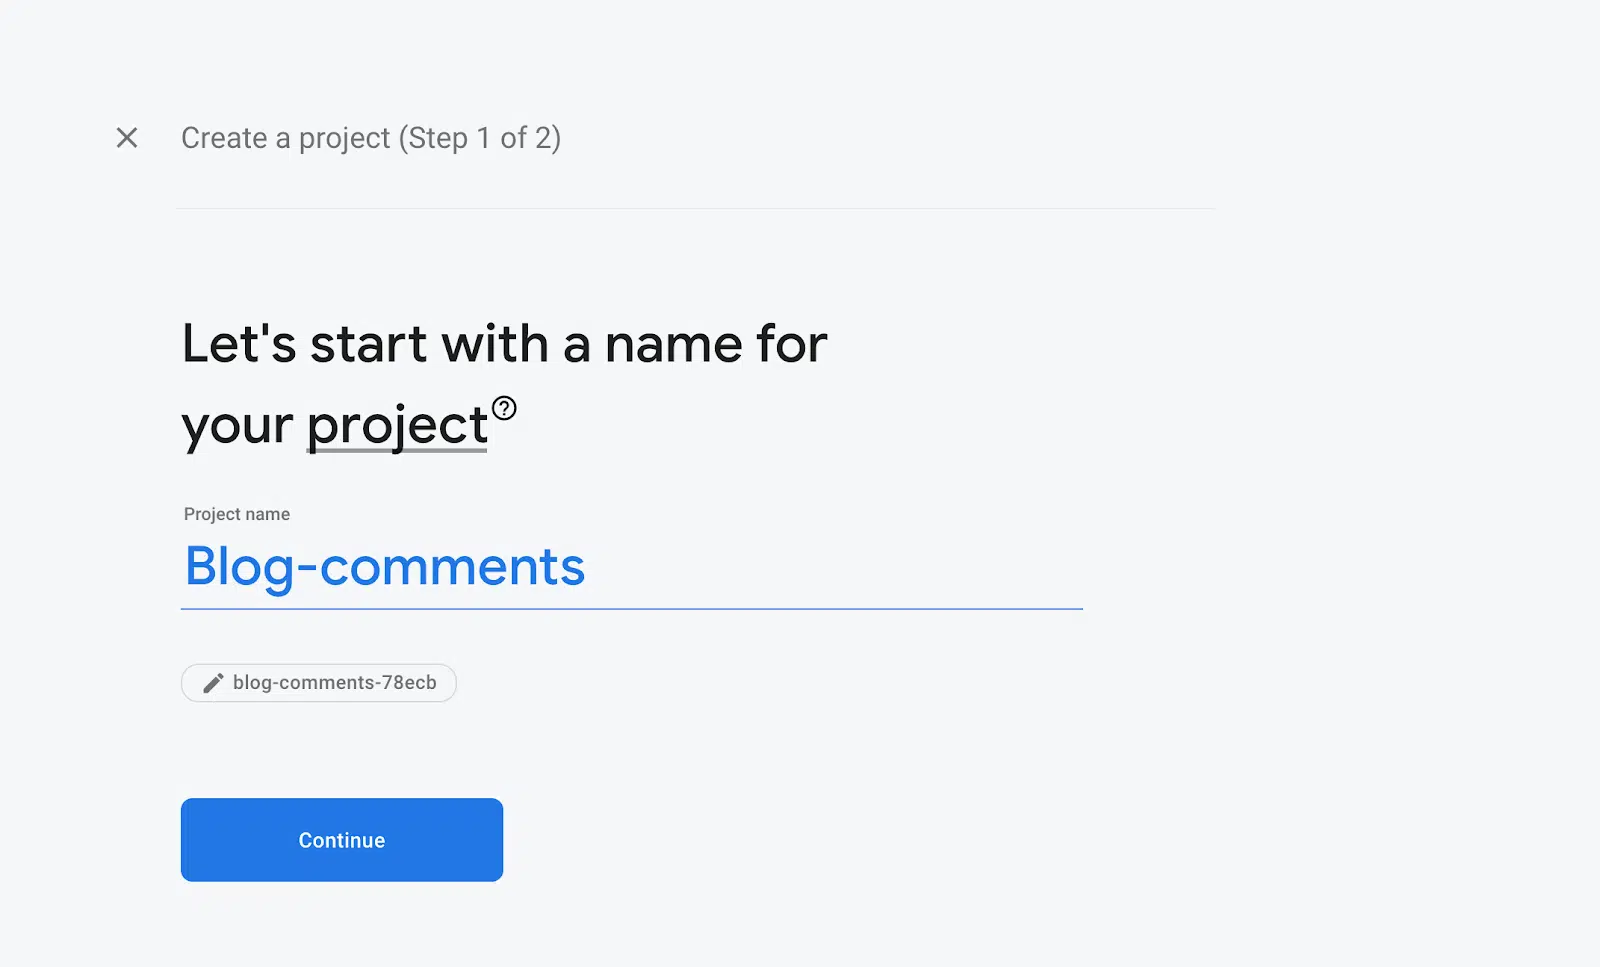 Create a project (Step 1 of 2)
Let's start with a name for
your project
Project name
Blog-comments
blog-comments-78ecb
Continue